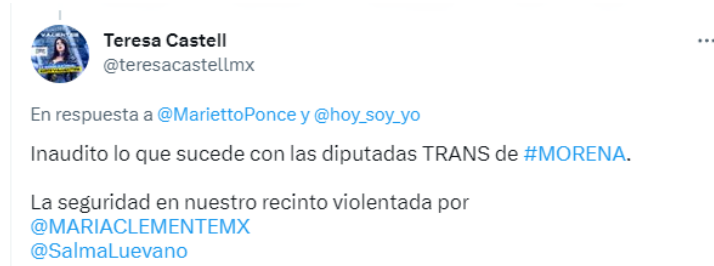 Teresa Castell
@teresacastellmx
En respuesta a @MariettoPonce y @hoy_soy_yo
Inaudito lo que sucede con las diputadas TRANS de #MORENA.
La seguridad en nuestro recinto violentada por
@MARIACLEMENTEMX
@SalmaLuevano